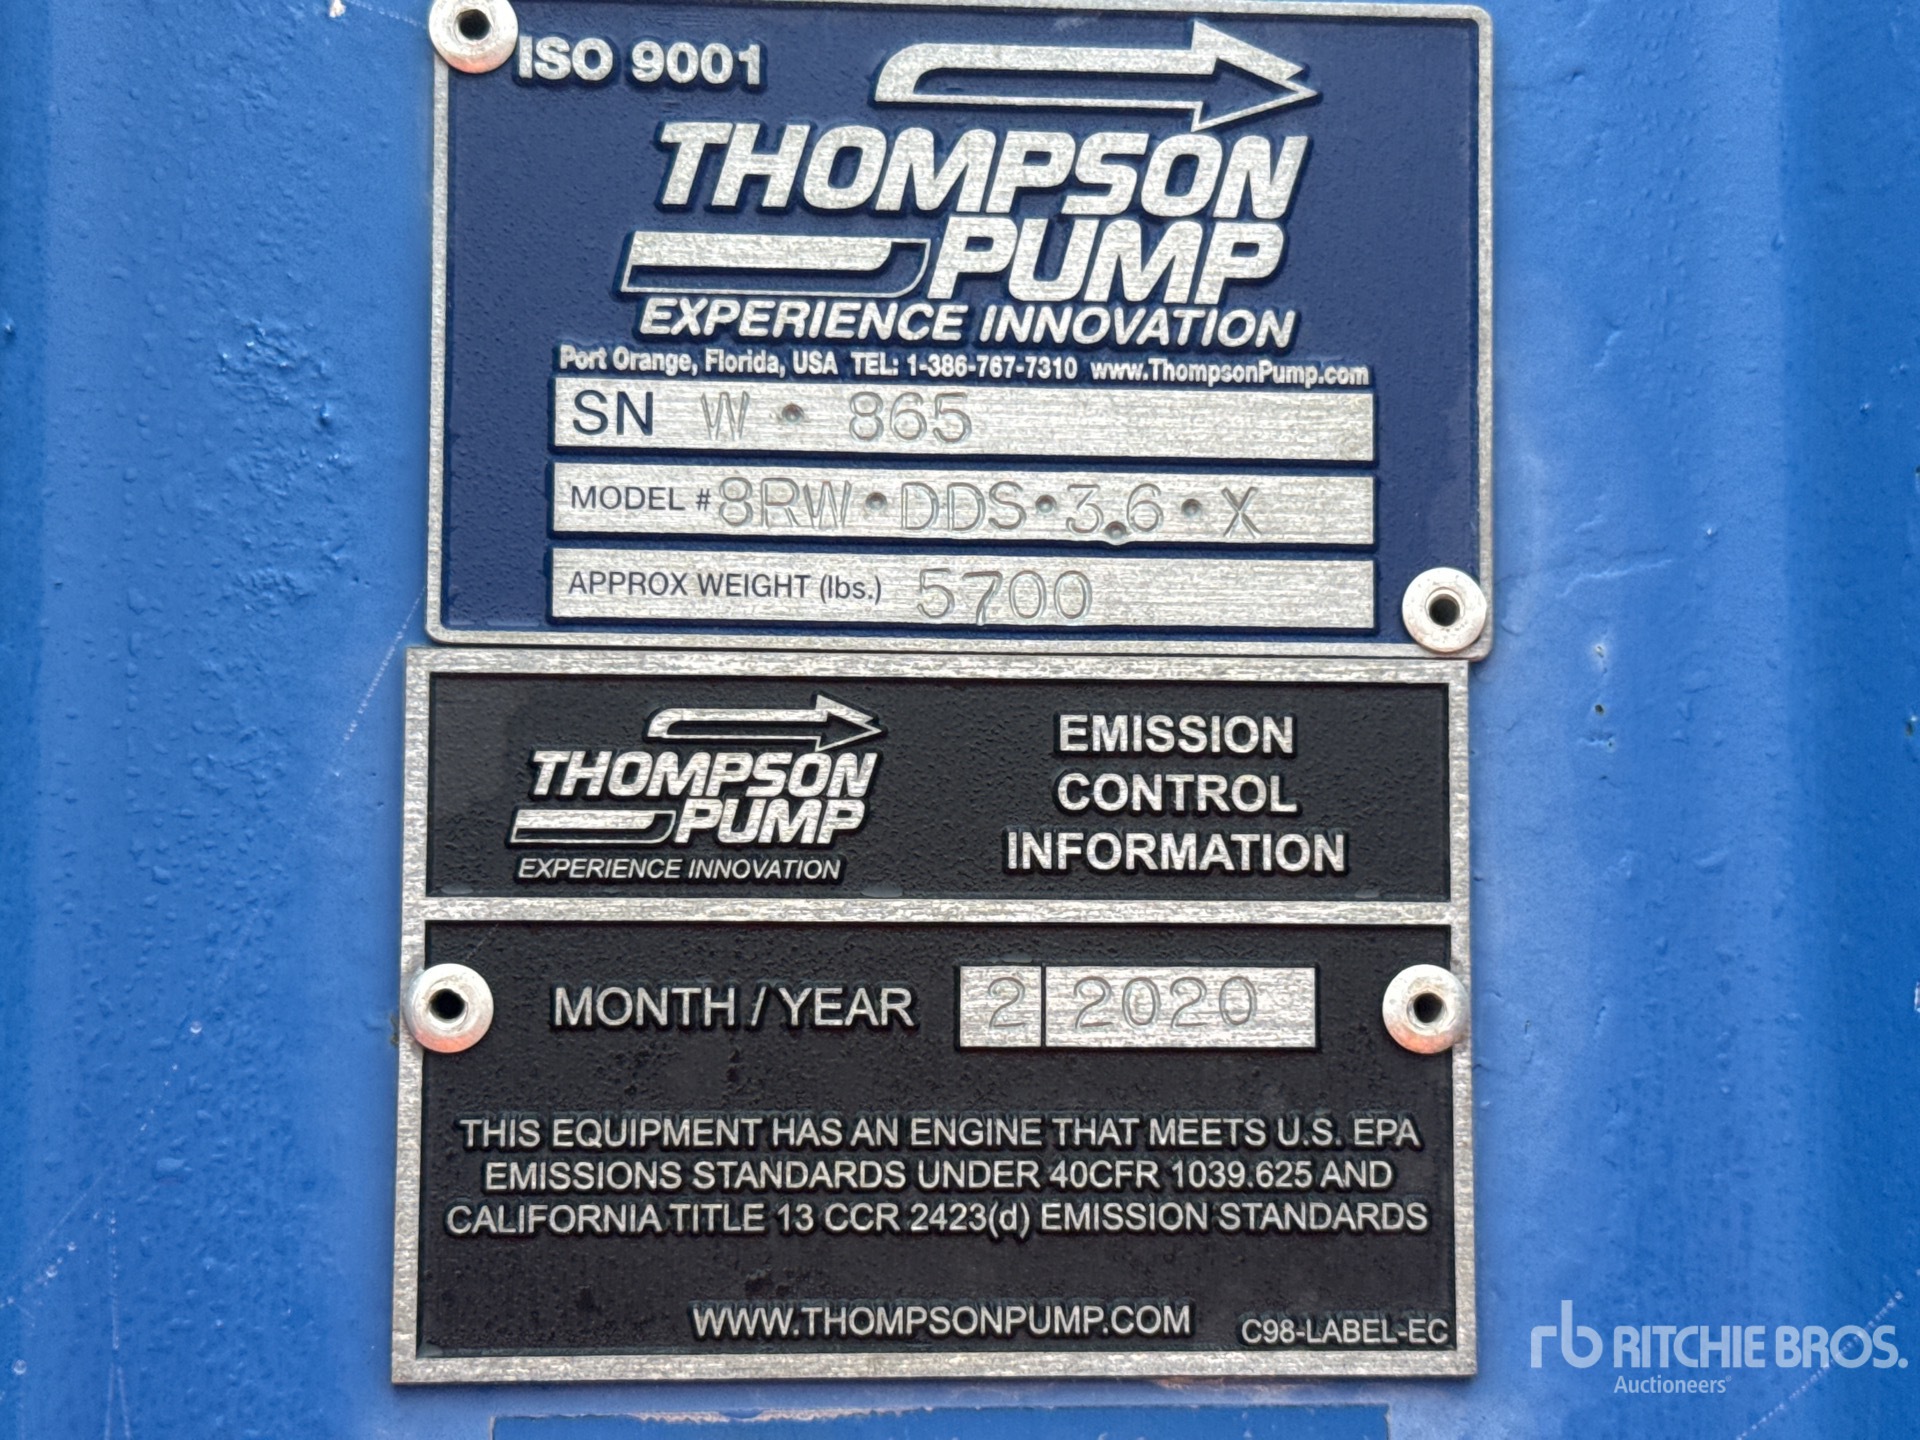 ISO 9001
THOMPSON
PUMP
EXPERIENCE INNOVATION
Port Orange, Florida, USA TEL: 1-386-767-7310 www.ThompsonPump.com
SN W • 865
MODEL # 8RW • DDS • 3.6 • X
APPROX WEIGHT (lbs.) 5700
THOMPSON
PUMP
EXPERIENCE INNOVATION
EMISSION
CONTROL
INFORMATION
MONTH / YEAR 2 2020
THIS EQUIPMENT HAS AN ENGINE THAT MEETS U.S. EPA
EMISSIONS STANDARDS UNDER 40CFR 1039.625 AND
CALIFORNIA TITLE 13 CCR 2423(d) EMISSION STANDARDS
WWW.THOMPSONPUMP.COM
C98-LABEL-EC
rb RITCHIE BROS.
Auctioneers